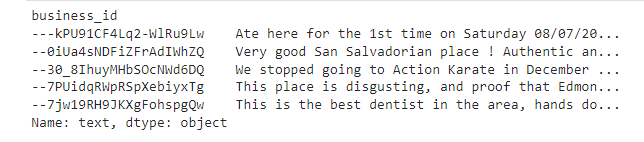 business_id
---kPU91CF4Lq2-WlRu9Lw    Ate here for the 1st time on Saturday 08/07/20...
--0iUa4sNDFiZFrAdIWhZQ    Very good San Salvadorian place ! Authentic an...
--30_8IhuyMHbSOcNWd6DQ    We stopped going to Action Karate in December ...
--7PUidqRWpRSpXebiyxTg    This place is disgusting, and proof that Edmon...
--7jw19RH9JKXgFohspgQw    This is the best dentist in the area, hands do...
Name: text, dtype: object